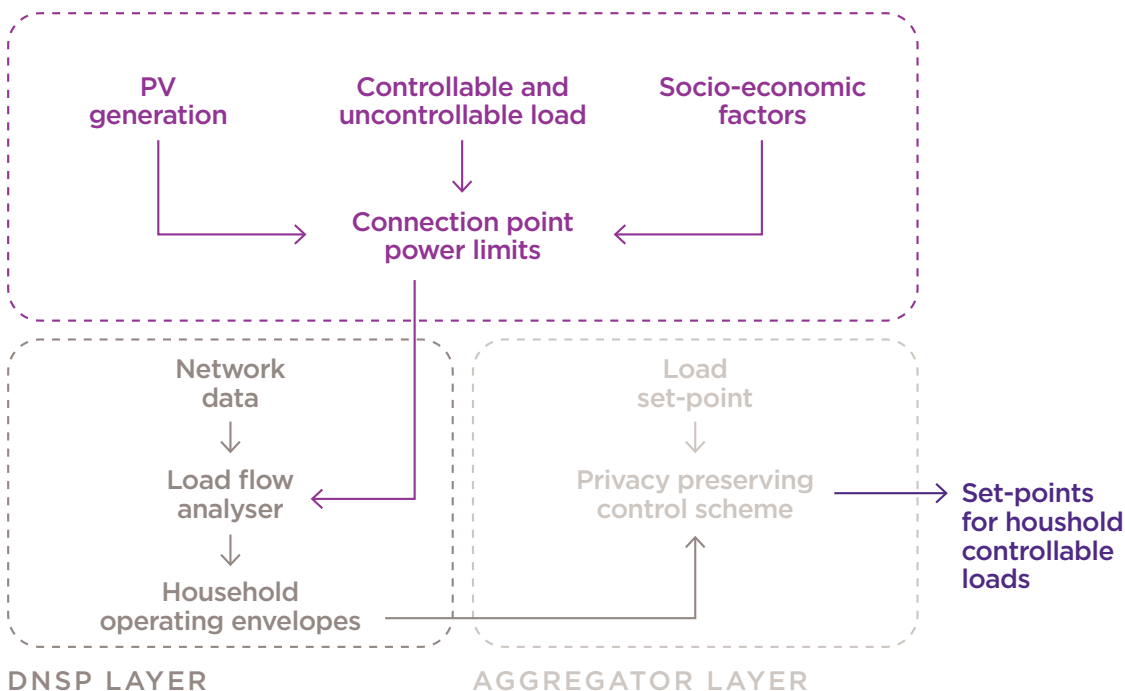 PV
generation
Controllable and
uncontrollable load
Socio-economic
factors
Connection point
power limits
Network
data
Load flow
analyser
Household
operating envelopes
Load
set-point
Privacy preserving
control scheme
Set-points
for houshold
controllable
loads
DNSP LAYER
AGGREGATOR LAYER